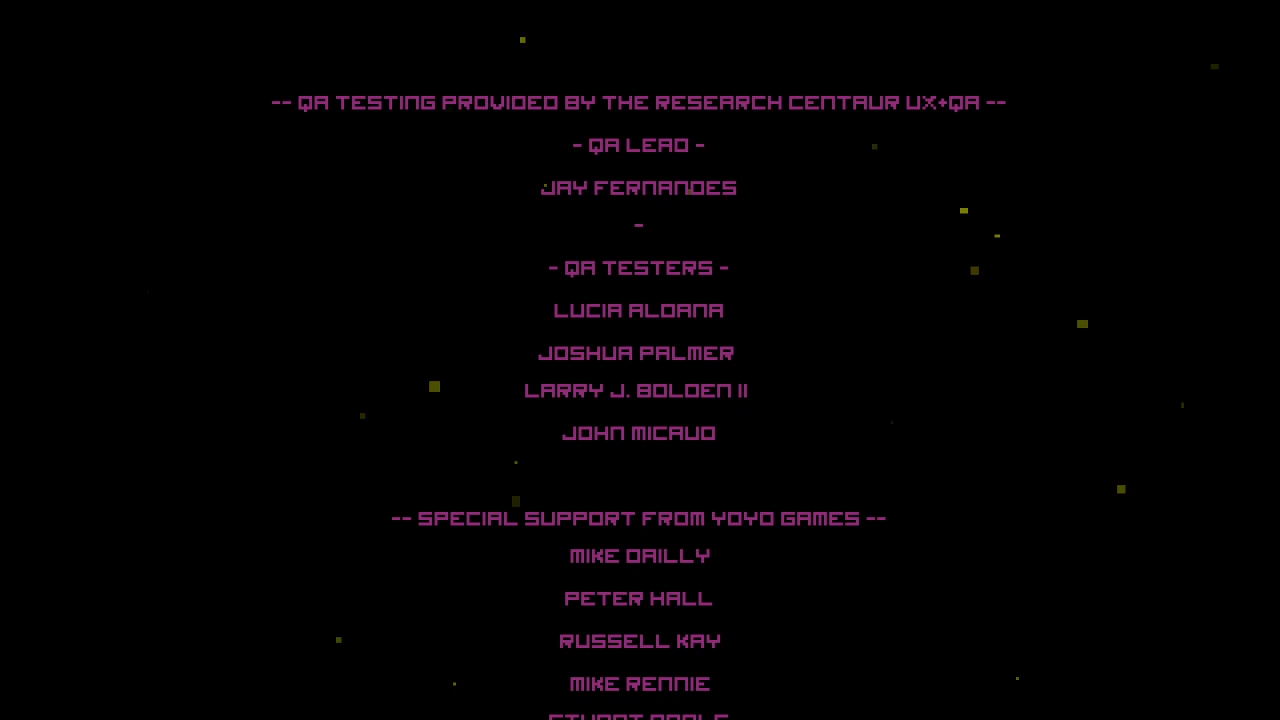 -- QA TESTING PROVIDED BY THE RESEARCH CENTAUR UX+QA --
- QA LEAD -
JAY FERNANDES
-
- QA TESTERS -
LUCIA ALDANA
JOSHUA PALMER
LARRY J. BOLDEN II
JOHN MICAUD
-- SPECIAL SUPPORT FROM YOYO GAMES --
MIKE DAILLY
PETER HALL
RUSSELL KAY
MIKE RENNIE